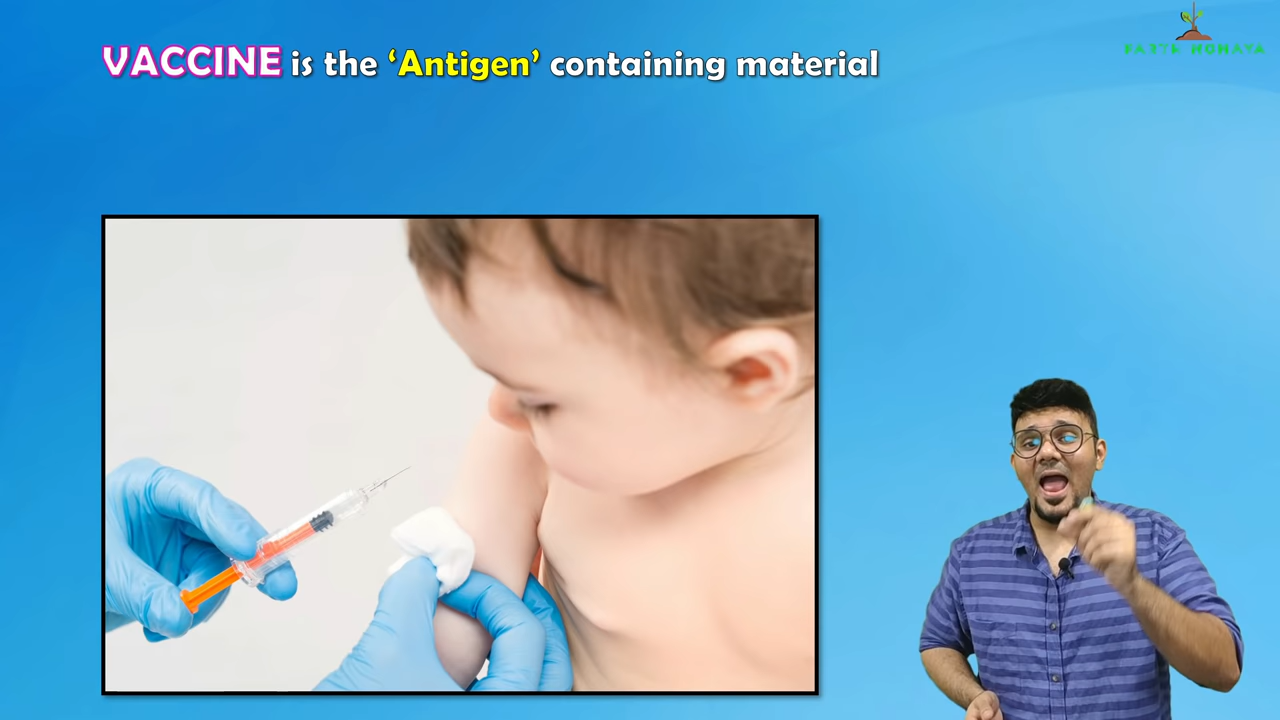 VACCINE is the ‘Antigen’ containing material